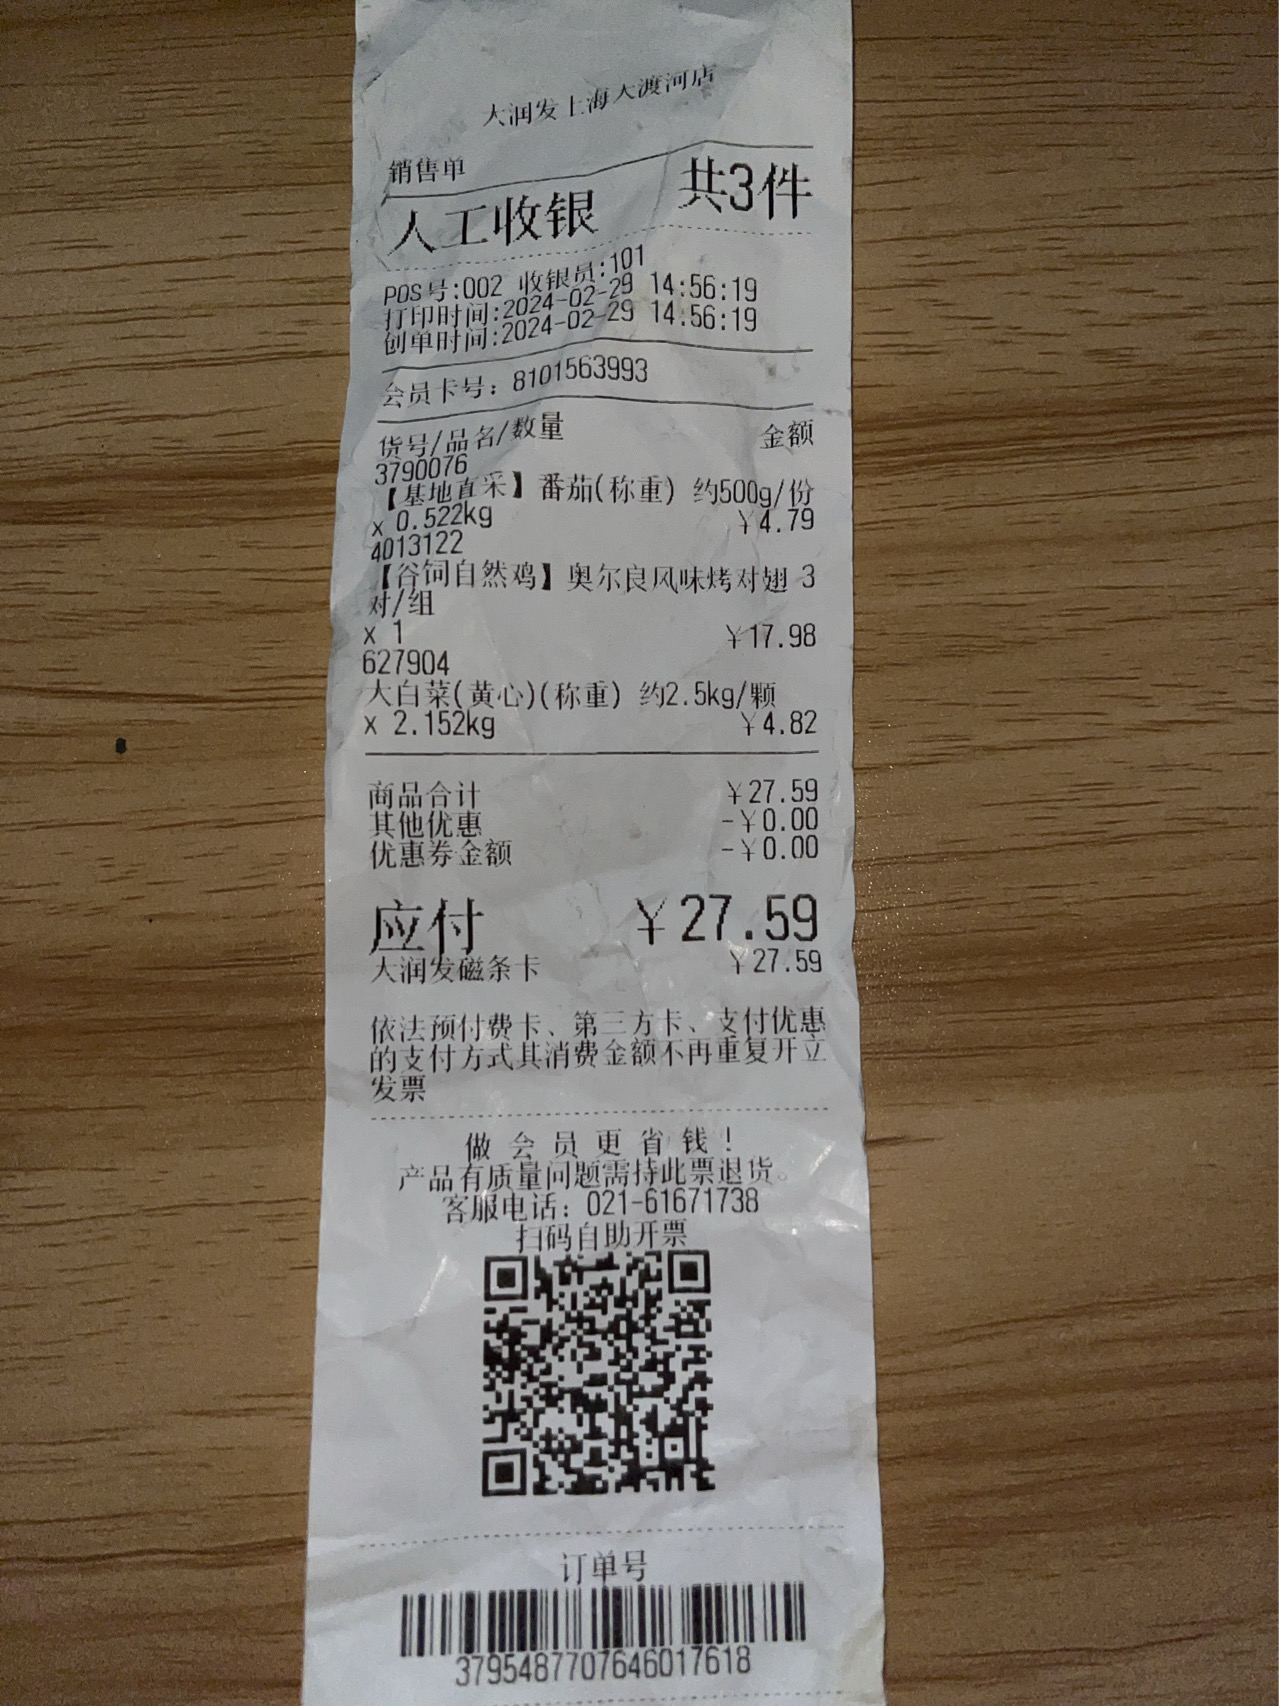 大润发上海大渡河店
销售单
人工收银 共3件
POS号:002 收银员:101
打印时间:2024-02-29 14:56:19
创单时间:2024-02-29 14:56:19
会员卡号：8101563993
货号/品名/数量 金额
3790076
【基地直采】番茄(称重) 约500g/份
x 0.522kg ￥4.79
4013122
【谷饲自然鸡】奥尔良风味烤对翅 3
对/组
x 1 ￥17.98
627904
大白菜(黄心)(称重) 约2.5kg/颗
x 2.152kg ￥4.82
商品合计 ￥27.59
其他优惠 -￥0.00
优惠券金额 -￥0.00
应付 ￥27.59
大润发磁条卡 ￥27.59
依法预付费卡、第三方卡、支付优惠
的支付方式其消费金额不再重复开立
发票
做会员更省钱！
产品有质量问题需持此票退货。
客服电话：021-61671738
扫码自助开票
订单号
3795487707646017618